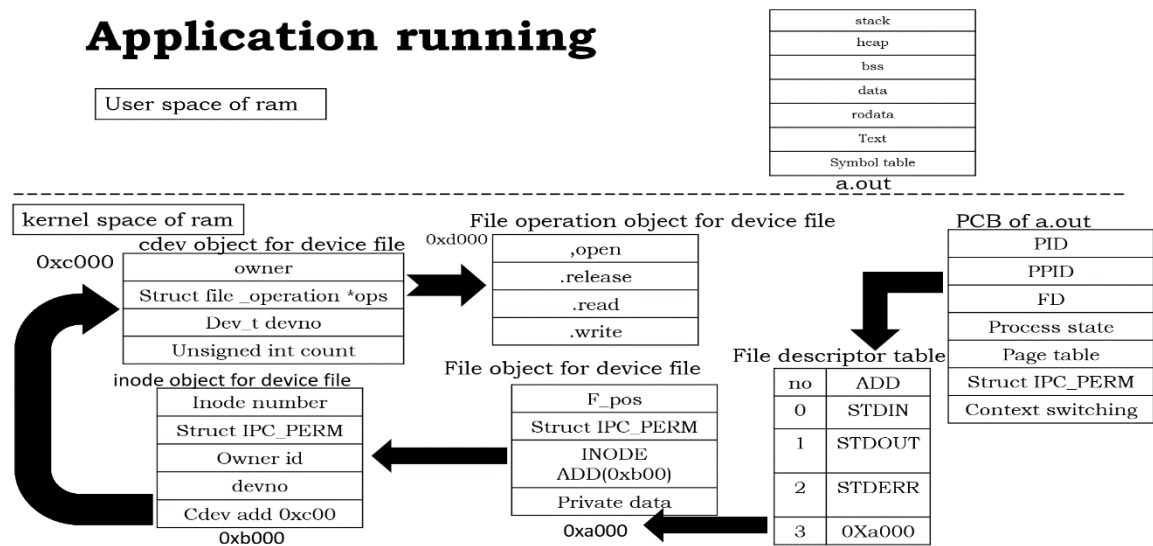 Application running
User space of ram
stack
heap
bss
data
rodata
Text
Symbol table
a.out
kernel space of ram
cdev object for device file
0xc000
owner
Struct file _operation *ops
Dev_t devno
Unsigned int count
File operation object for device file
0xd000
,open
.release
.read
.write
PCB of a.out
PID
PPID
FD
Process state
Page table
Struct IPC_PERM
Context switching
inode object for device file
Inode number
Struct IPC_PERM
Owner id
devno
Cdev add 0xc00
0xb000
File object for device file
F_pos
Struct IPC_PERM
INODE
ADD(0xb00)
Private data
0xa000
File descriptor table
no ADD
0 STDIN
1 STDOUT
2 STDERR
3 0Xa000